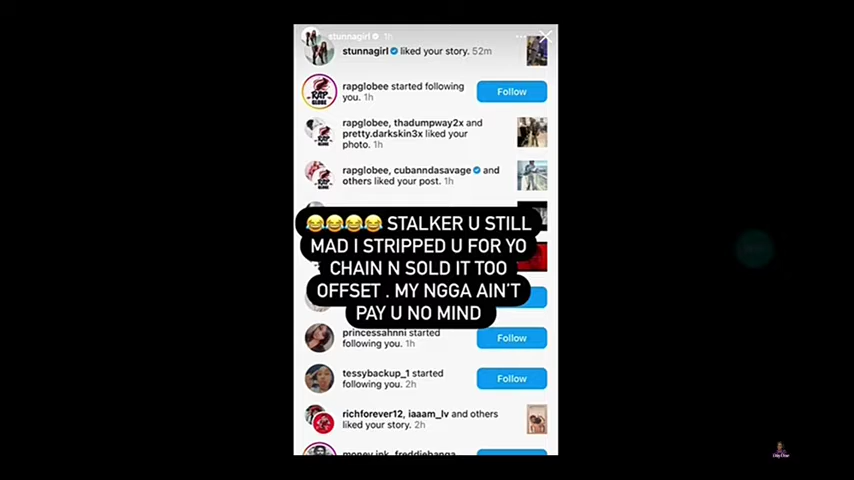 stunnagirl 1h
stunnagirl liked your story. 52m
rapglobee started following
you. 1h
Follow
RAP
GLOBE
rapglobee, thadumpway2x and
pretty.darkskin3x liked your
photo. 1h
rapglobee, cubanndasavage and
others liked your post. 1h
😂😂😂😂 STALKER U STILL
MAD I STRIPPED U FOR YO
CHAIN N SOLD IT TOO
OFFSET . MY NGGA AIN'T
PAY U NO MIND
princessahnni started
following you. 1h
Follow
tessybackup_1 started
following you. 2h
Follow
richforever12, iaaam_lv and others
liked your story. 2h